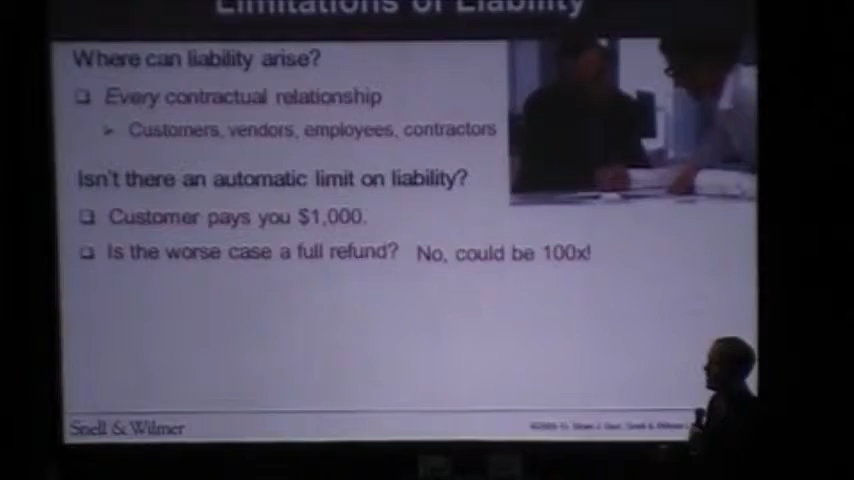 Limitations of Liability
Where can liability arise?
Every contractual relationship
Customers, vendors, employees, contractors
Isn't there an automatic limit on liability?
Customer pays you $1,000.
Is the worse case a full refund? No, could be 100x!
Snell & Wilmer